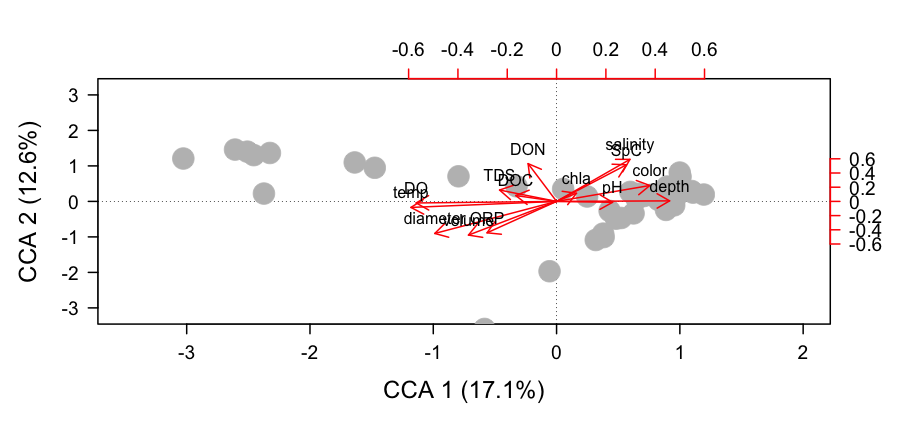 -0.6 -0.4 -0.2 0 0.2 0.4 0.6
3
2
1
0
-1
-2
-3
CCA 2 (12.6%)
DON
salinity
SpC
TDS
DOC
chla
color
DO
temp
pH
depth
diameter
volume
ORP
0.6
0.4
0.2
0
-0.2
-0.4
-0.6
-3 -2 -1 0 1 2
CCA 1 (17.1%)